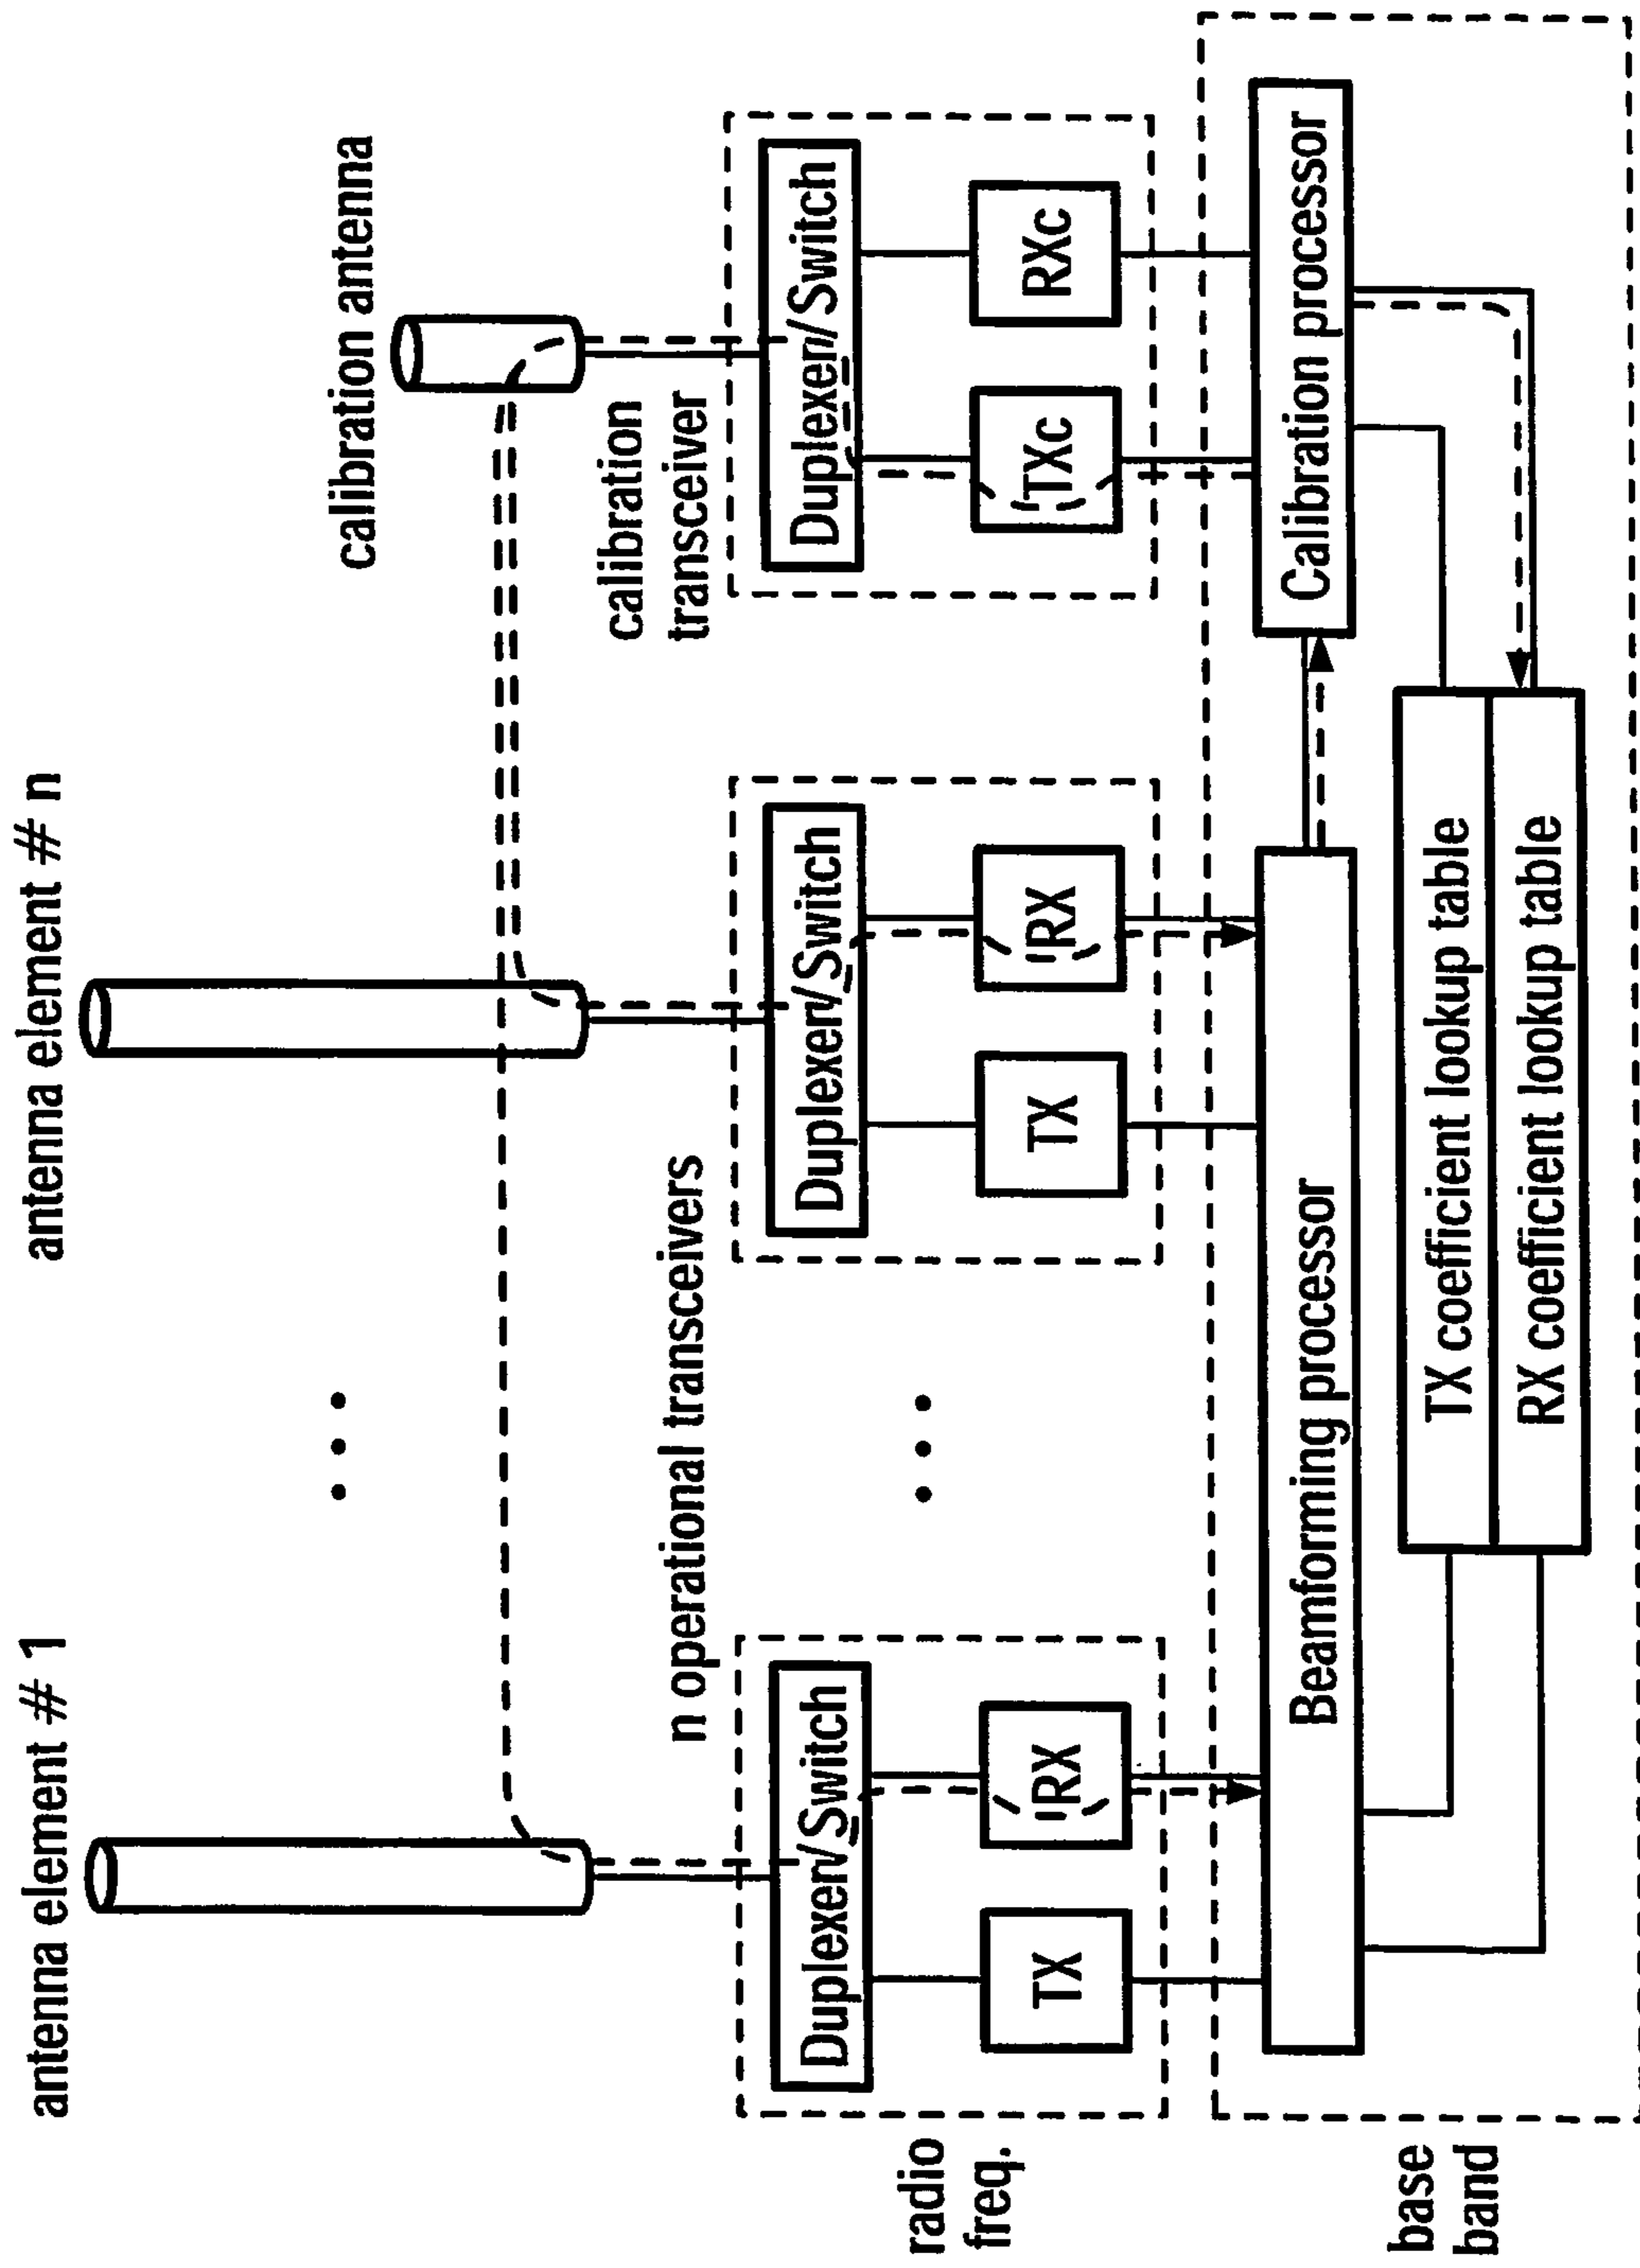 antenna element # 1
antenna element # n
calibration antenna
n operational transceivers
calibration
transceiver
radio
freq.
Duplexer/Switch
Duplexer/Switch
Duplexer/Switch
TX
RX
TX
RX
TXc
RXc
base
band
Beamforming processor
Calibration processor
TX coefficient lookup table
RX coefficient lookup table